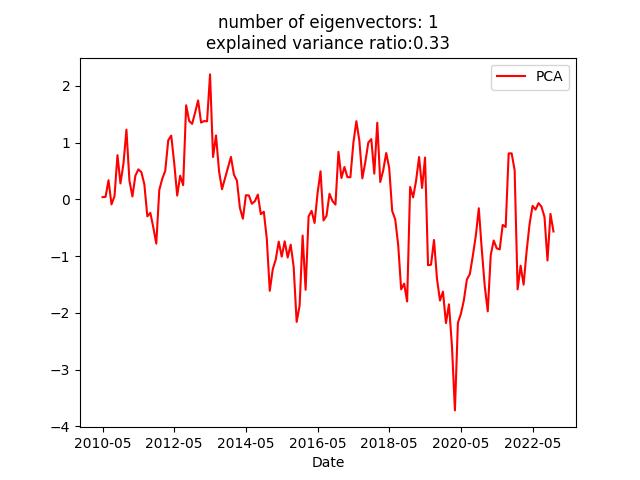 number of eigenvectors: 1
explained variance ratio:0.33
PCA
2
1
0
−1
−2
−3
−4
2010-05 2012-05 2014-05 2016-05 2018-05 2020-05 2022-05
Date